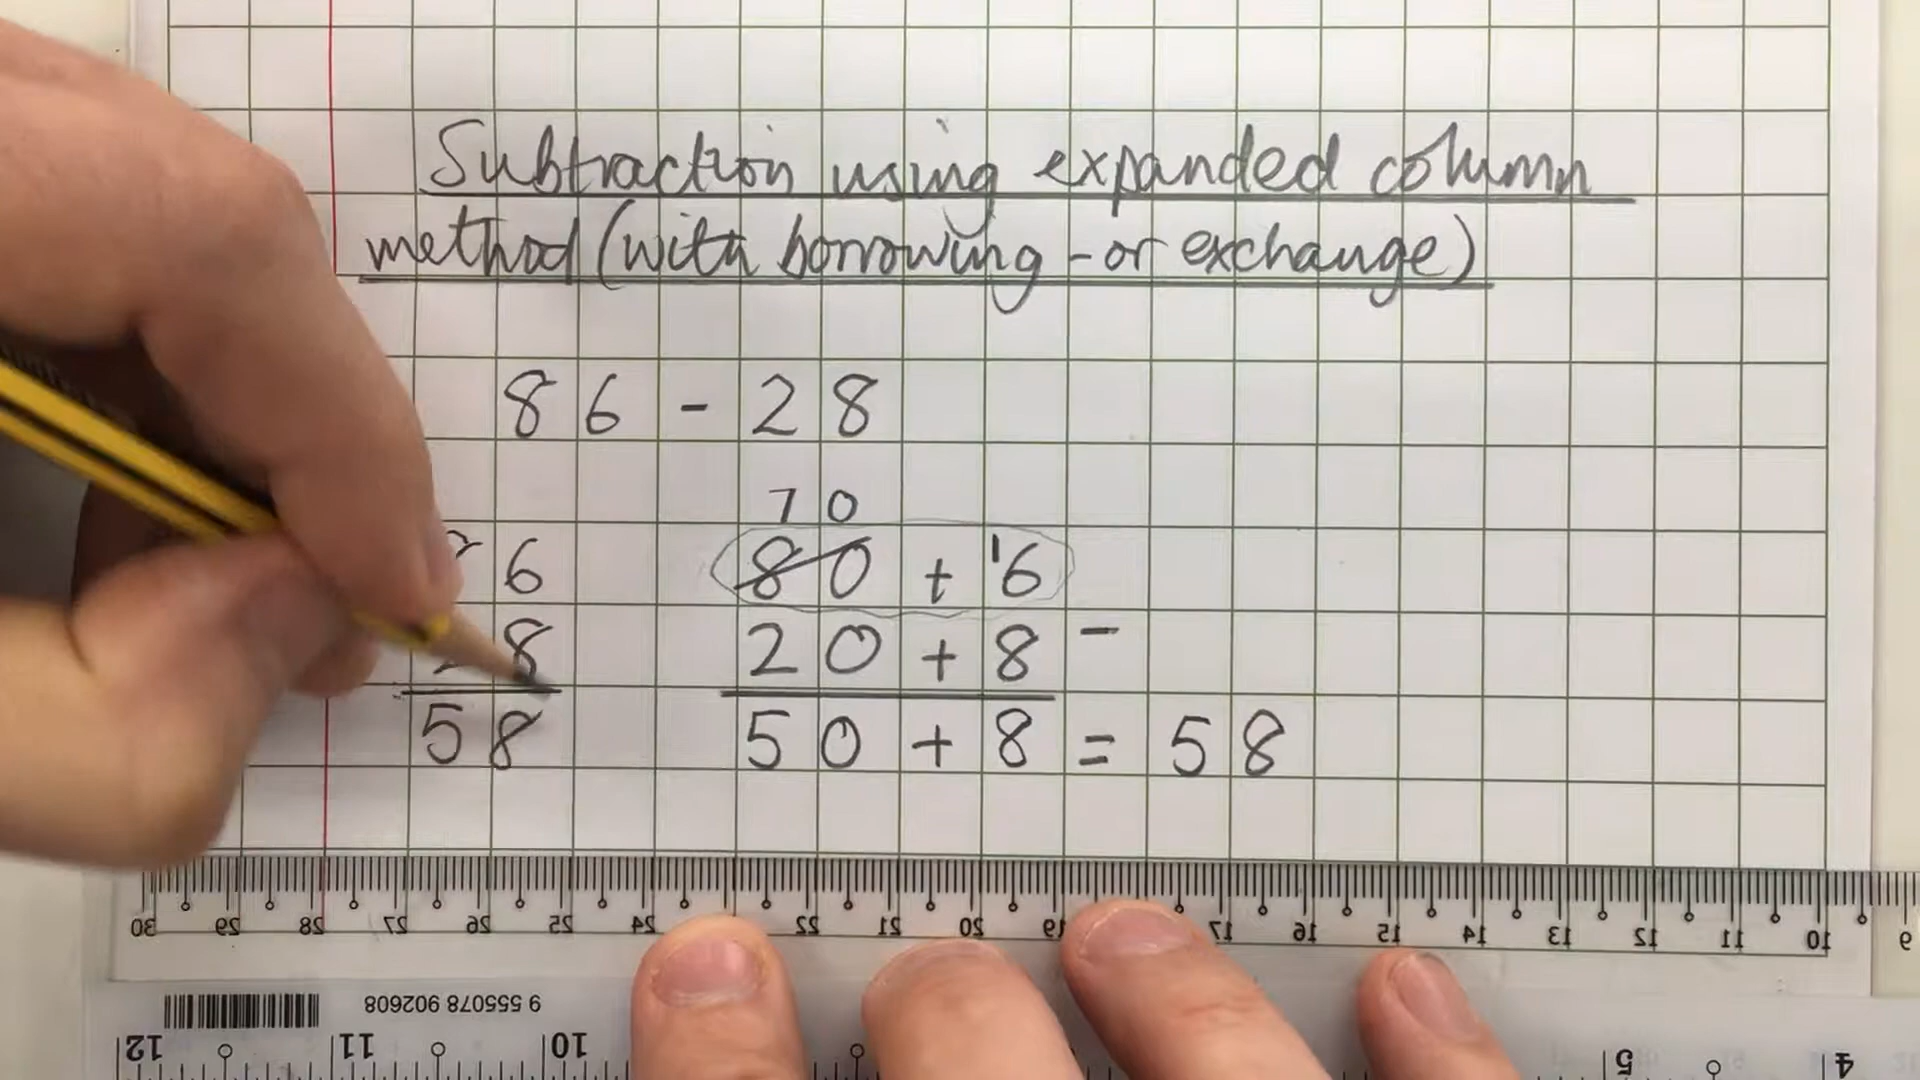 Subtraction using expanded column
method (with borrowing - or exchange)
86 - 28
70
6 80 + 16
8 20 + 8 -
58 50 + 8 = 58
30 29 28 27 26 25 24 22 21 20 19 17 16 15 14 13 12 11 10 9
9 555078 902608
12 11 10 5 4